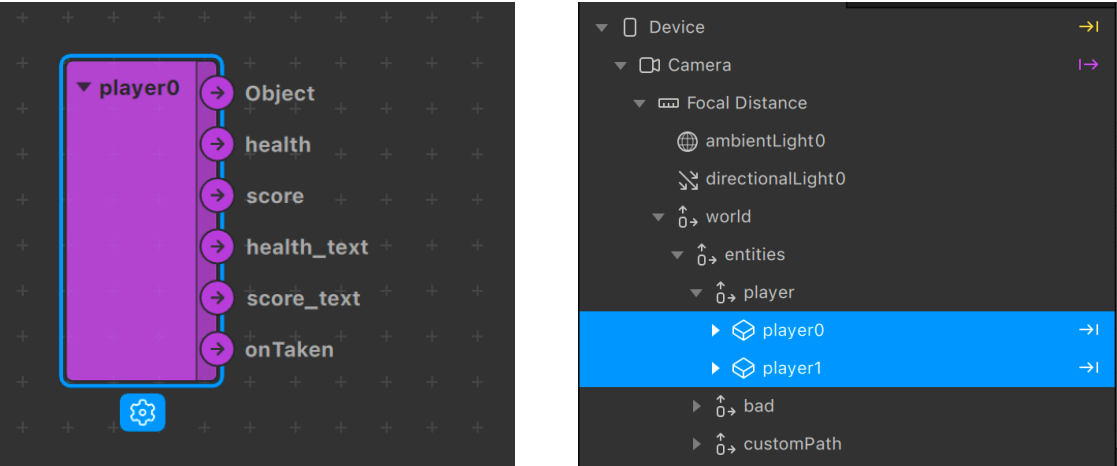 player0
Object
health
score
health_text
score_text
onTaken
Device
Camera
Focal Distance
ambientLight0
directionalLight0
world
entities
player
player0
player1
bad
customPath